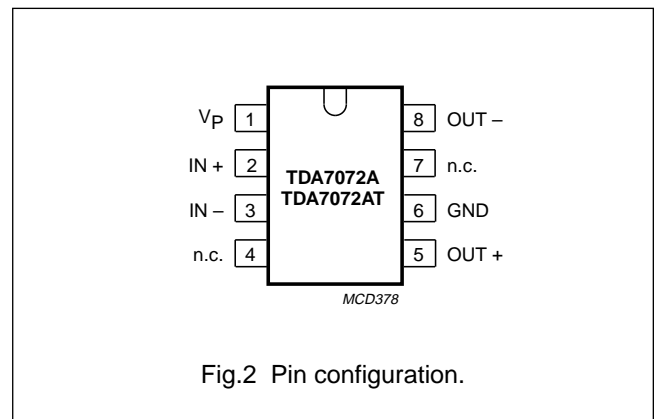 VP 1 8 OUT –
IN + 2 TDA7072A 7 n.c.
IN – 3 TDA7072AT 6 GND
n.c. 4 5 OUT +
MCD378
Fig.2 Pin configuration.